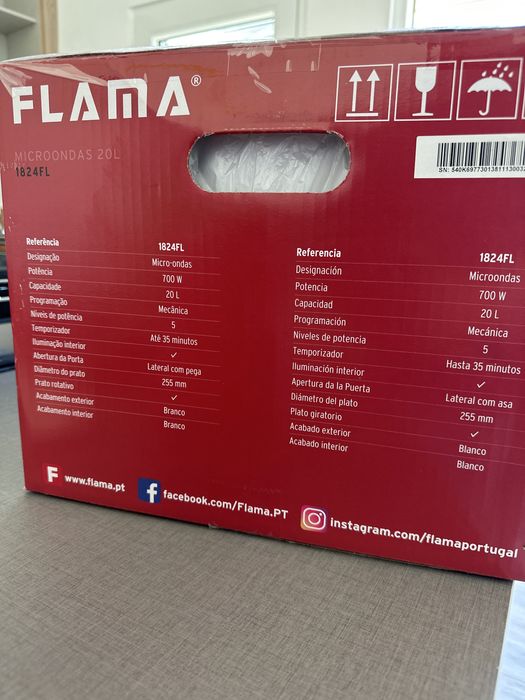 FLAMA®
MICROONDAS 20L
1824FL
Referência 1824FL
Designação Micro-ondas
Potência 700 W
Capacidade 20 L
Programação Mecânica
Níveis de potência 5
Temporizador Até 35 minutos
Iluminação interior ✓
Abertura da Porta Lateral com pega
Diâmetro do prato 255 mm
Prato rotativo ✓
Acabamento exterior Branco
Acabamento interior Branco
Referencia 1824FL
Designación Microondas
Potencia 700 W
Capacidad 20 L
Programación Mecánica
Niveles de potencia 5
Temporizador Hasta 35 minutos
Iluminación interior ✓
Apertura da la Puerta Lateral com asa
Diámetro del plato 255 mm
Plato giratorio ✓
Acabado exterior Blanco
Acabado interior Blanco
www.flama.pt
facebook.com/Flama.PT
instagram.com/flamaportugal